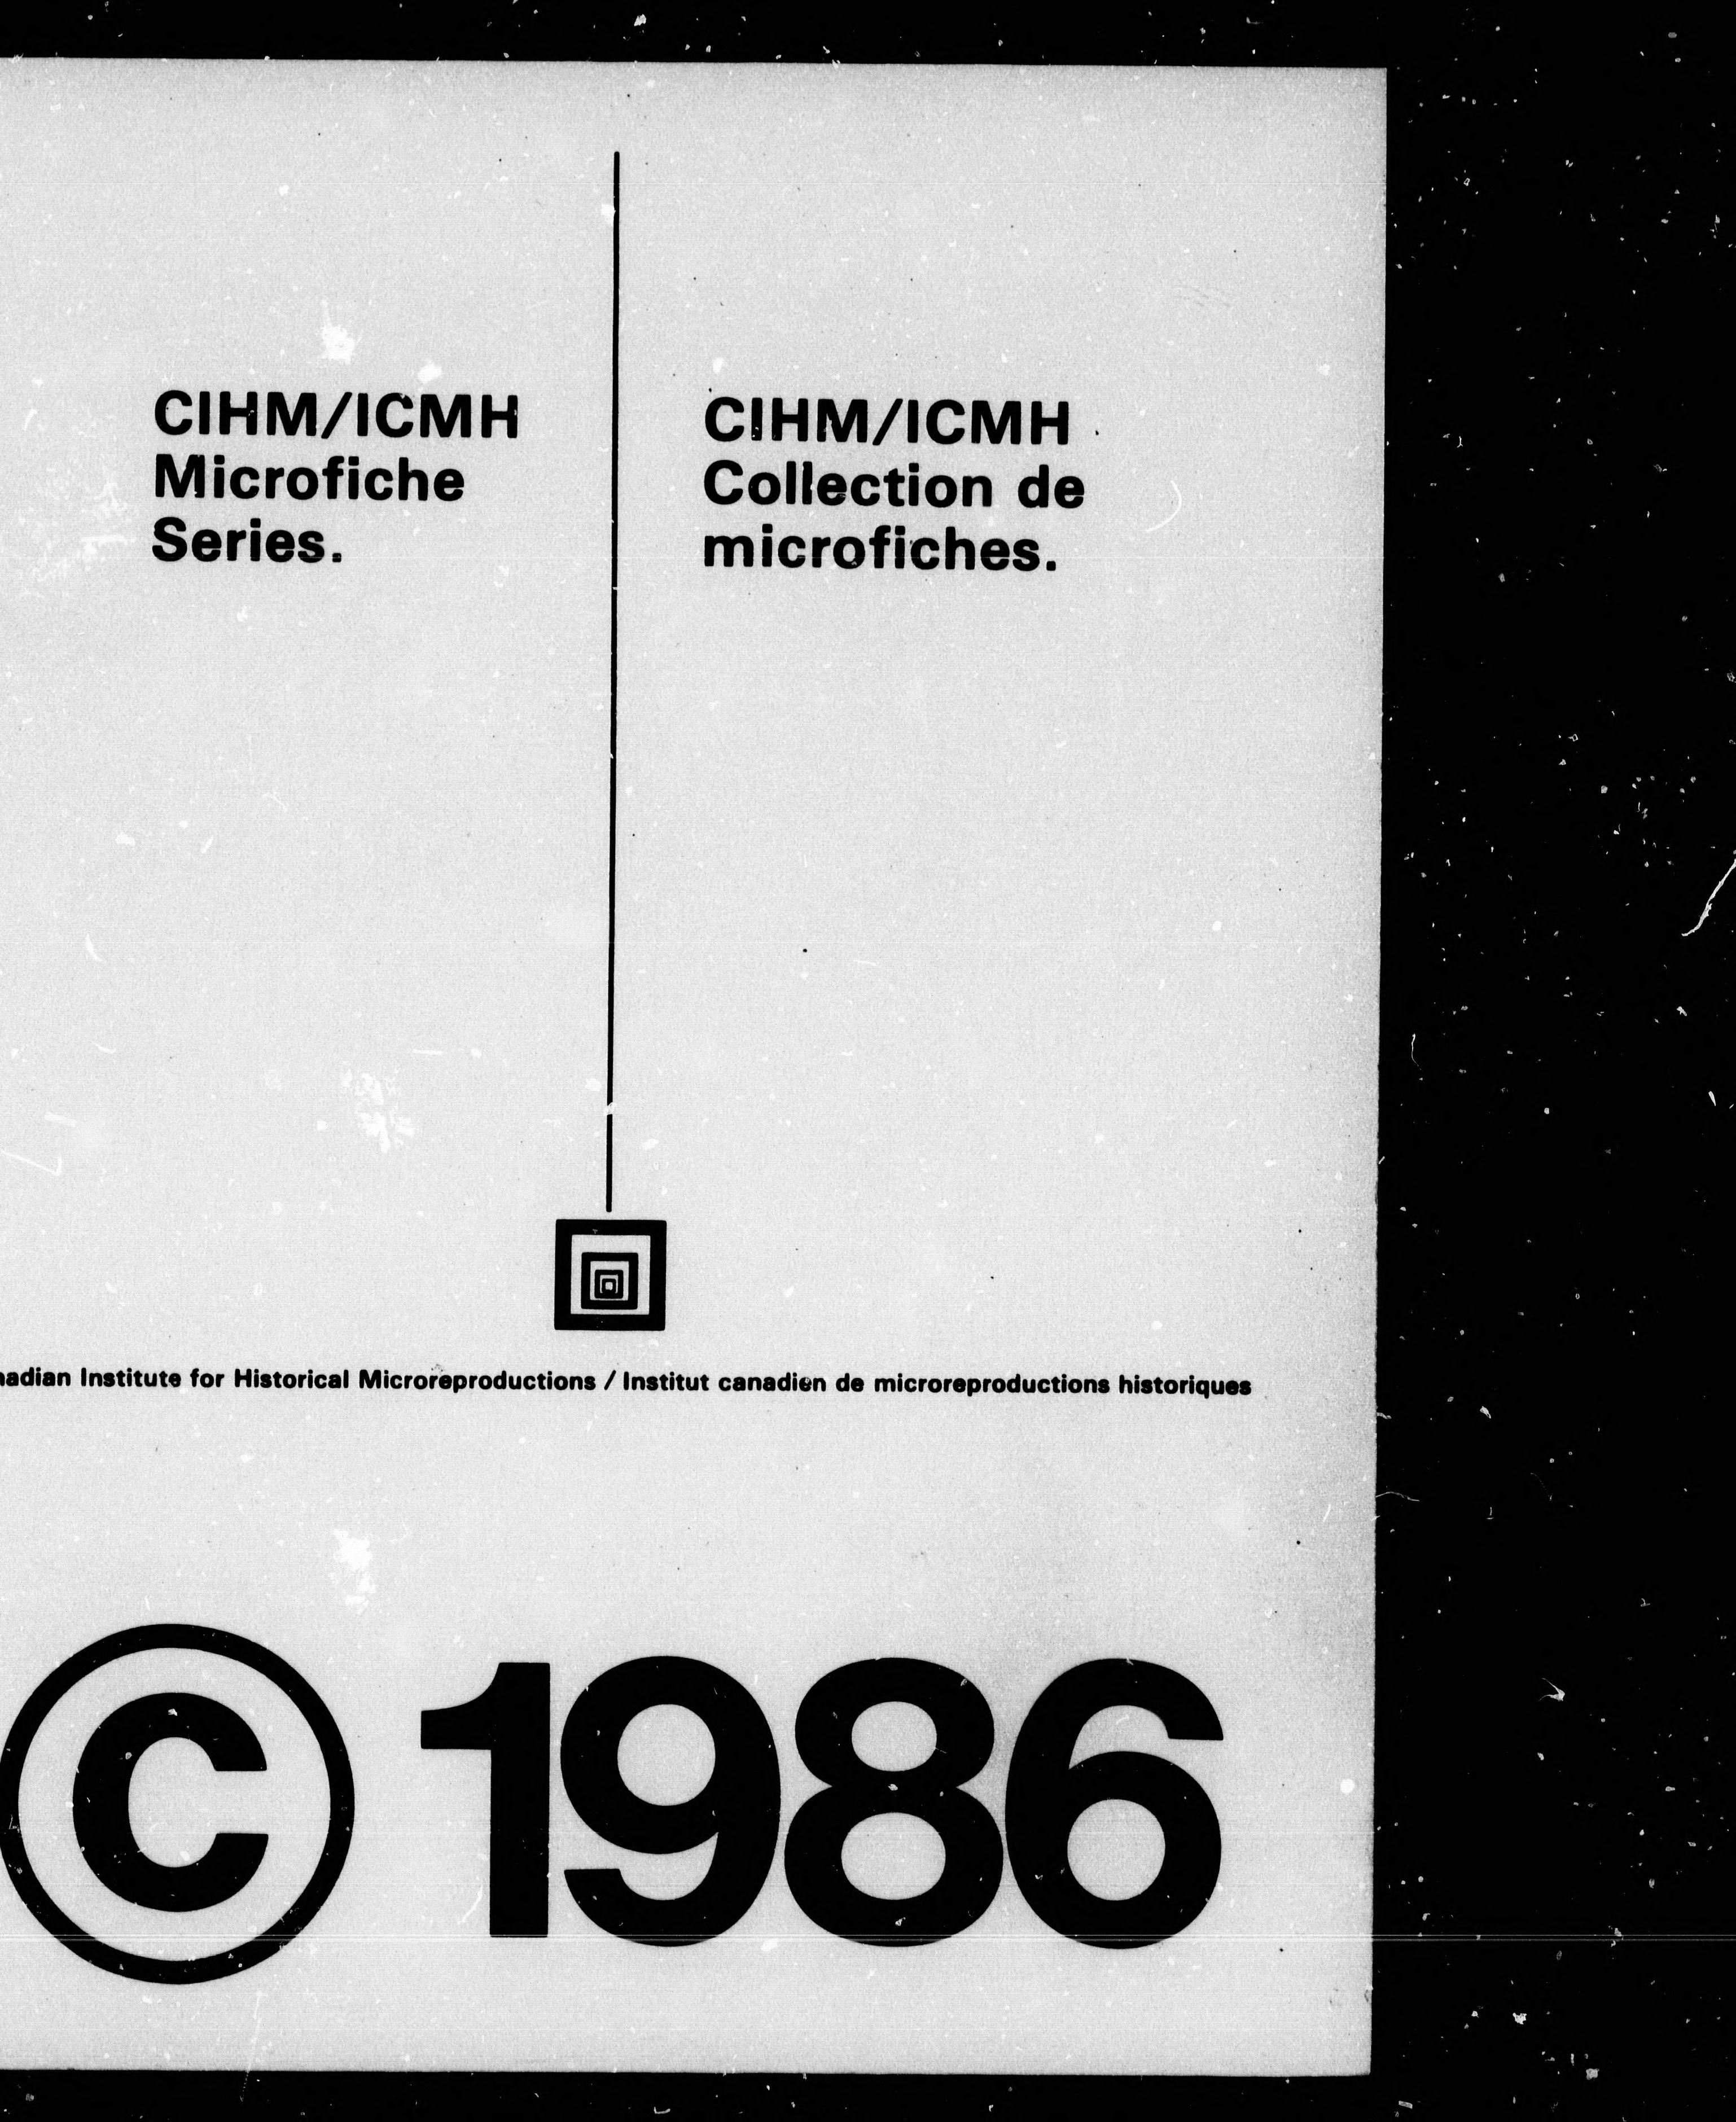 CIHM/ICMH
Microfiche
Series.
CIHM/ICMH
Collection de
microfiches.
Institute for Historical Microreproductions / Institut canadien de microreproductions historiques
© 1986